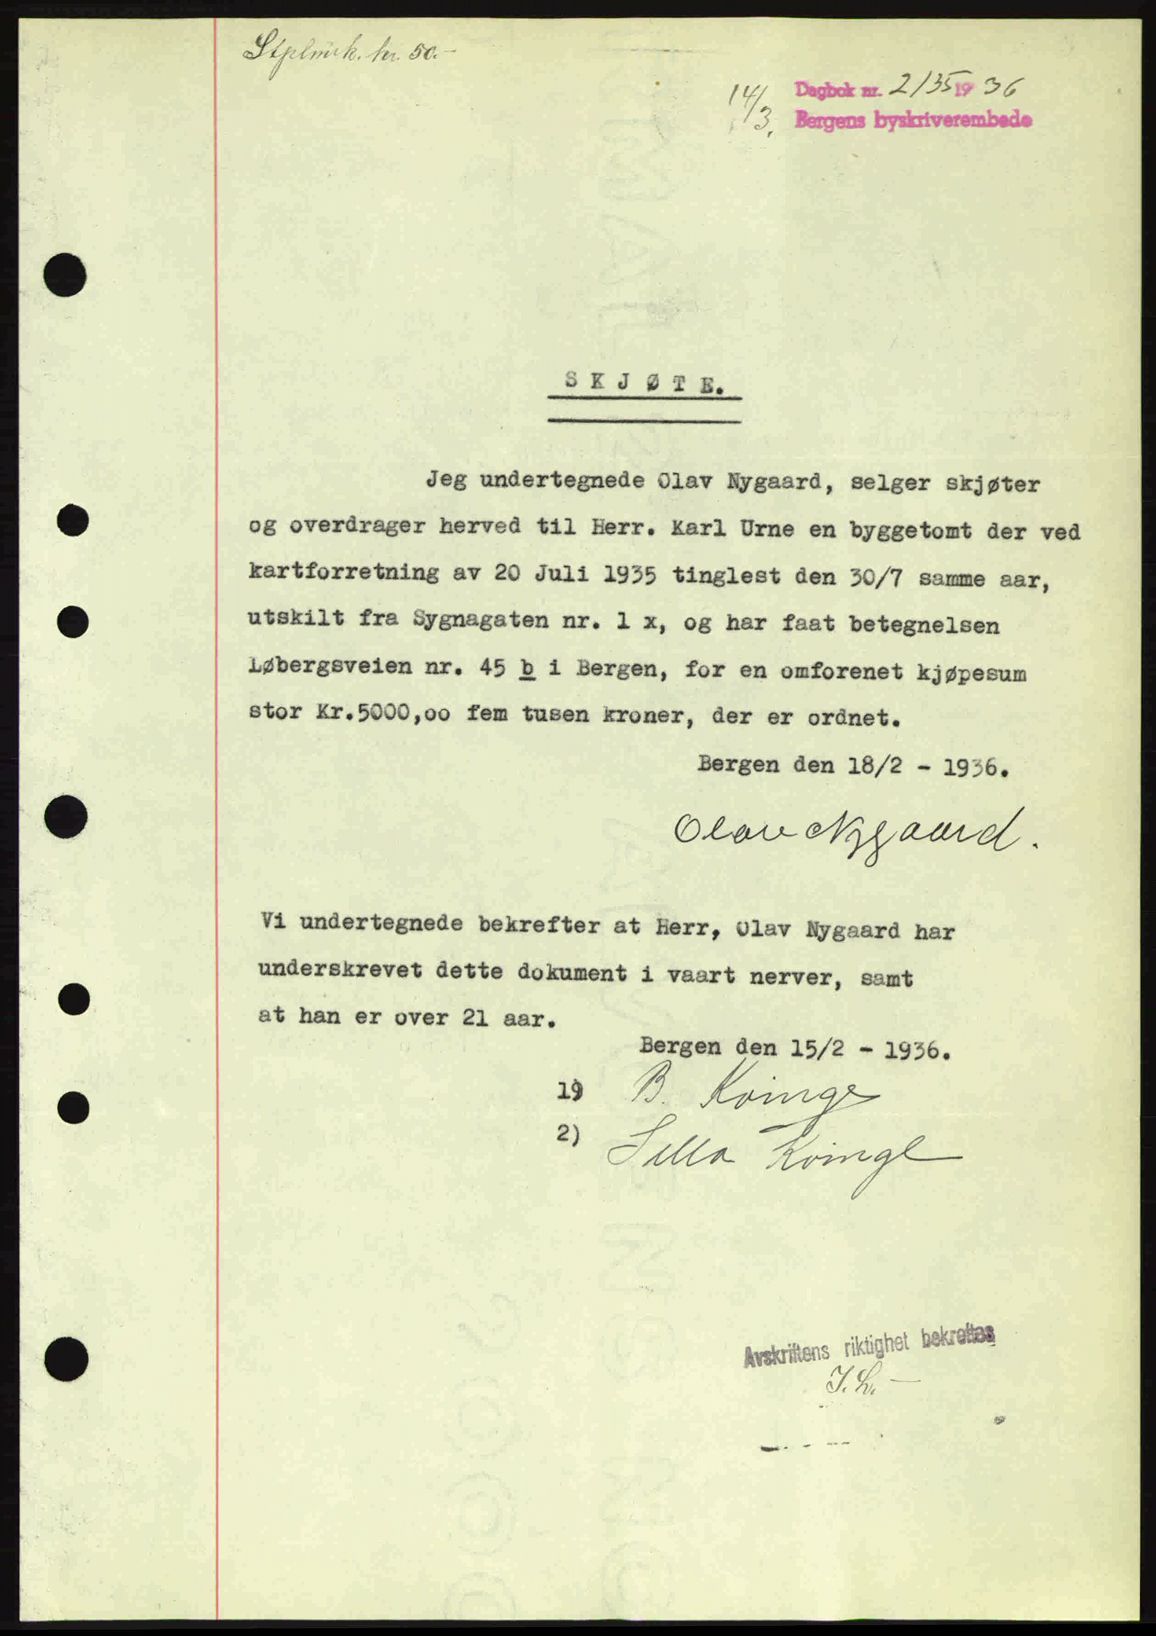 Stplmrk. kr. 50.-
14/3. Dagbok nr. 2135 1936
Bergens byskriverembede
SKJØTE.
Jeg undertegnede Olav Nygaard, selger skjøter
og overdrager herved til Herr. Karl Urne en byggetomt der ved
kartforretning av 20 Juli 1935 tinglest den 30/7 samme aar,
utskilt fra Sygnagaten nr. 1 x, og har faat betegnelsen
Løbergsveien nr. 45 b i Bergen, for en omforenet kjøpesum
stor Kr.5000,oo fem tusen kroner, der er ordnet.
Bergen den 18/2 - 1936.
Olav Nygaard.
Vi undertegnede bekrefter at Herr, Olav Nygaard har
underskrevet dette dokument i vaart nerver, samt
at han er over 21 aar.
Bergen den 15/2 - 1936.
1) B. Kvinge
2) Silla Kvinge
Avskriftens riktighet bekreftes